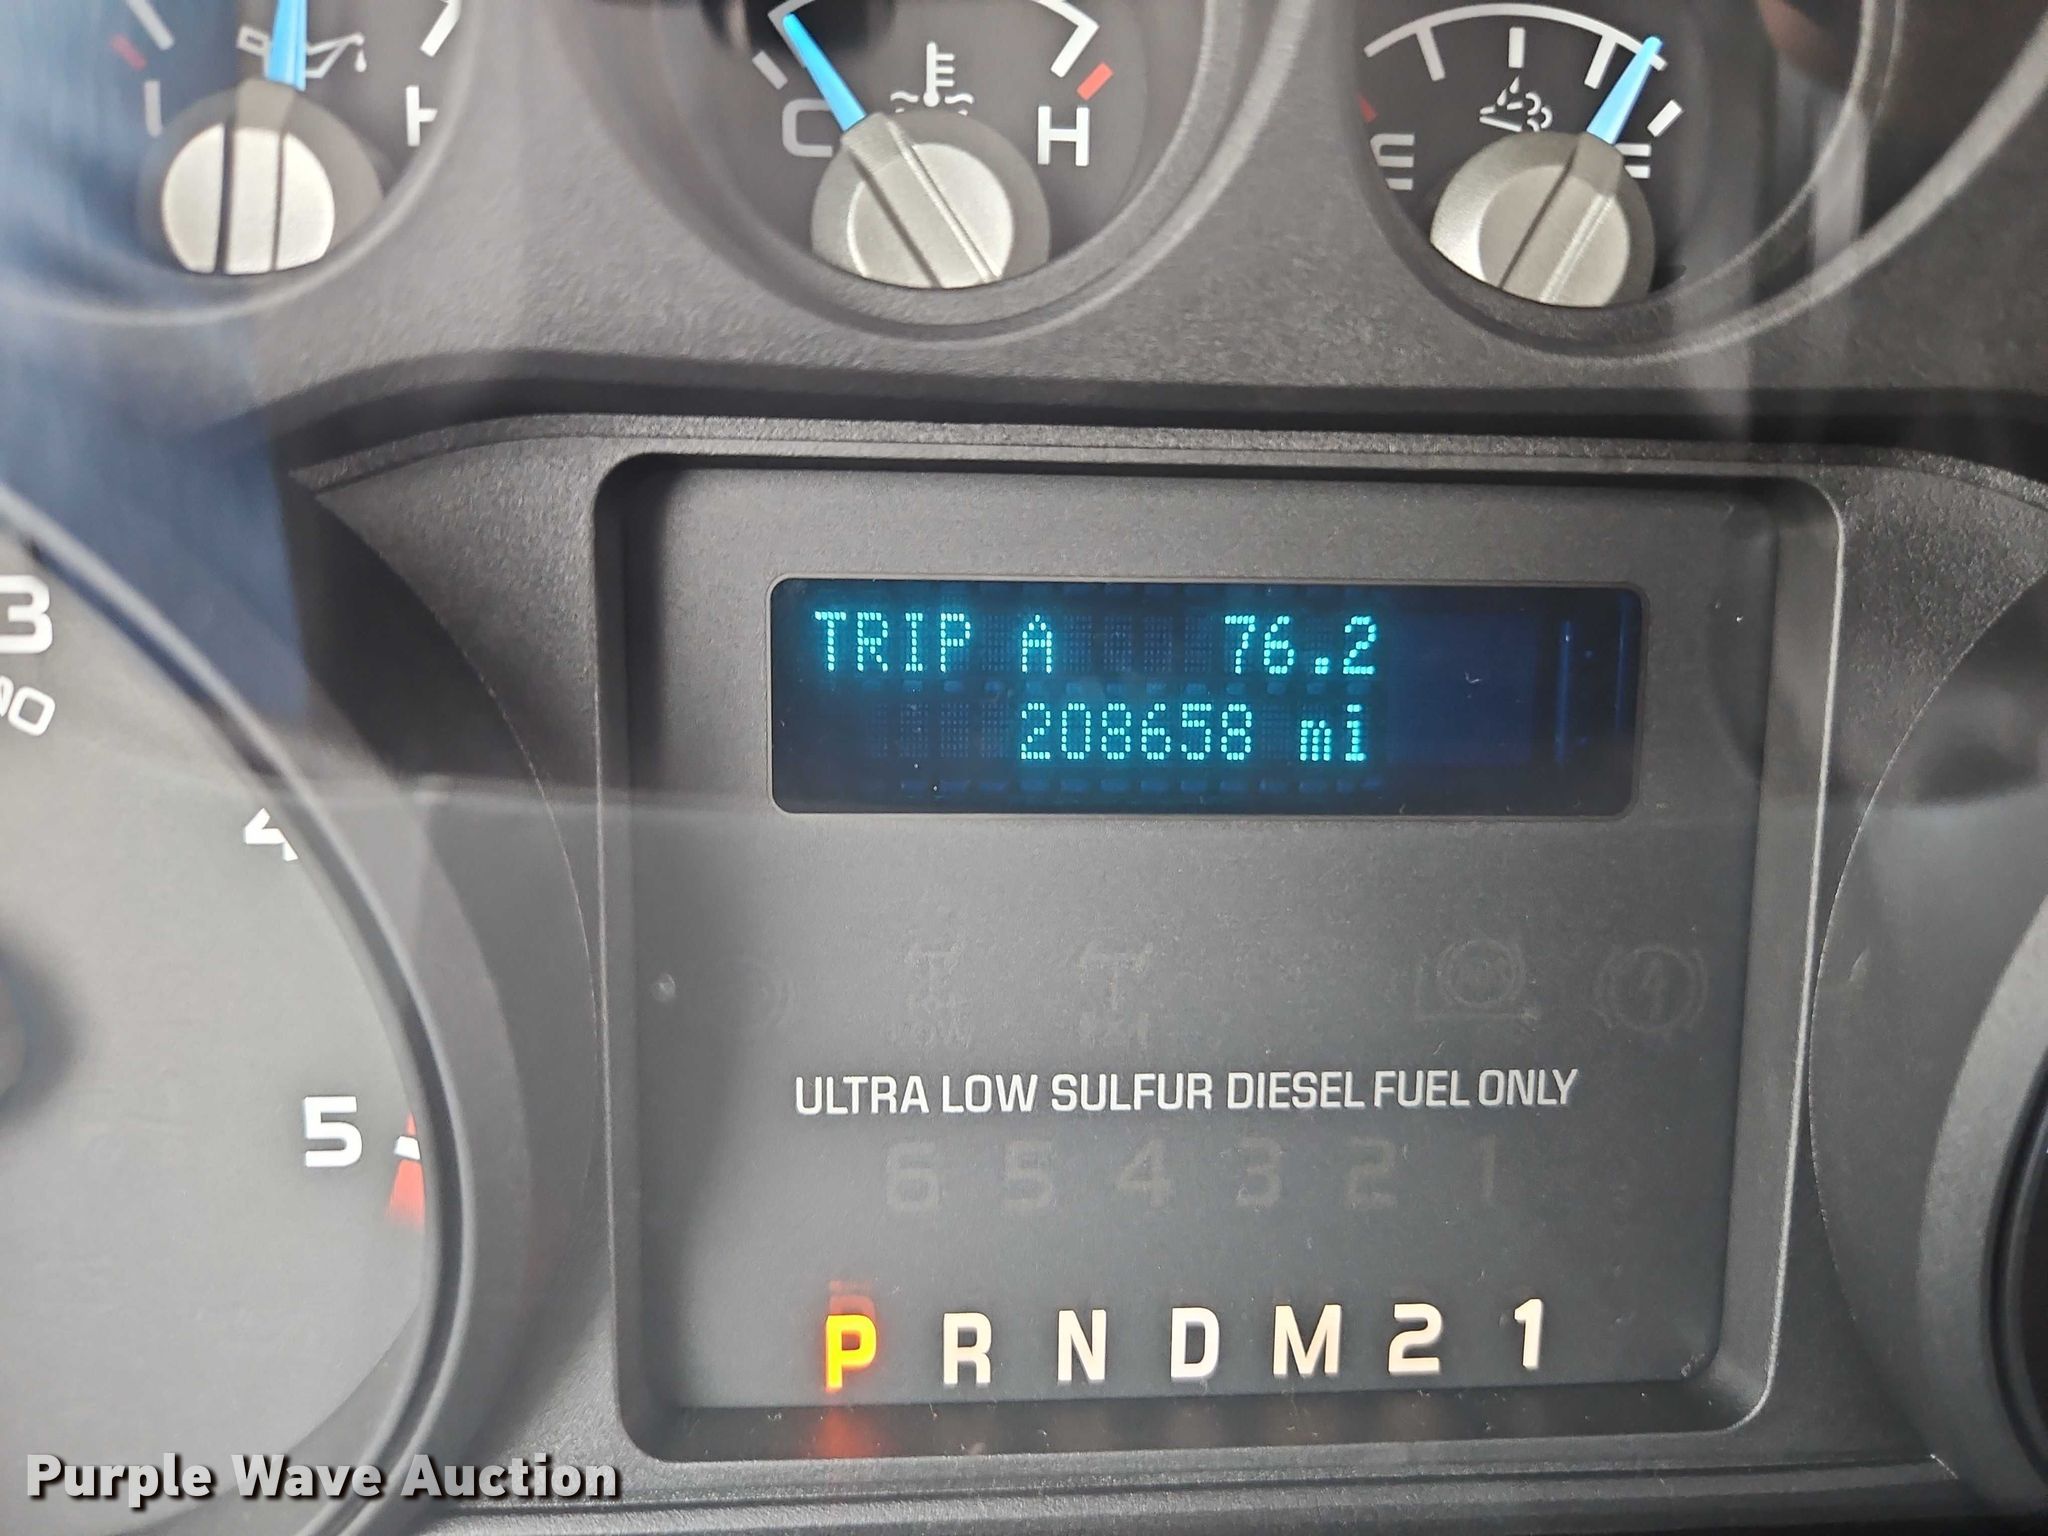 H
C H
E
3
4
5
TRIP A 76.2
208658 mi
ULTRA LOW SULFUR DIESEL FUEL ONLY
6 5 4 3 2 1
P R N D M 2 1
Purple Wave Auction